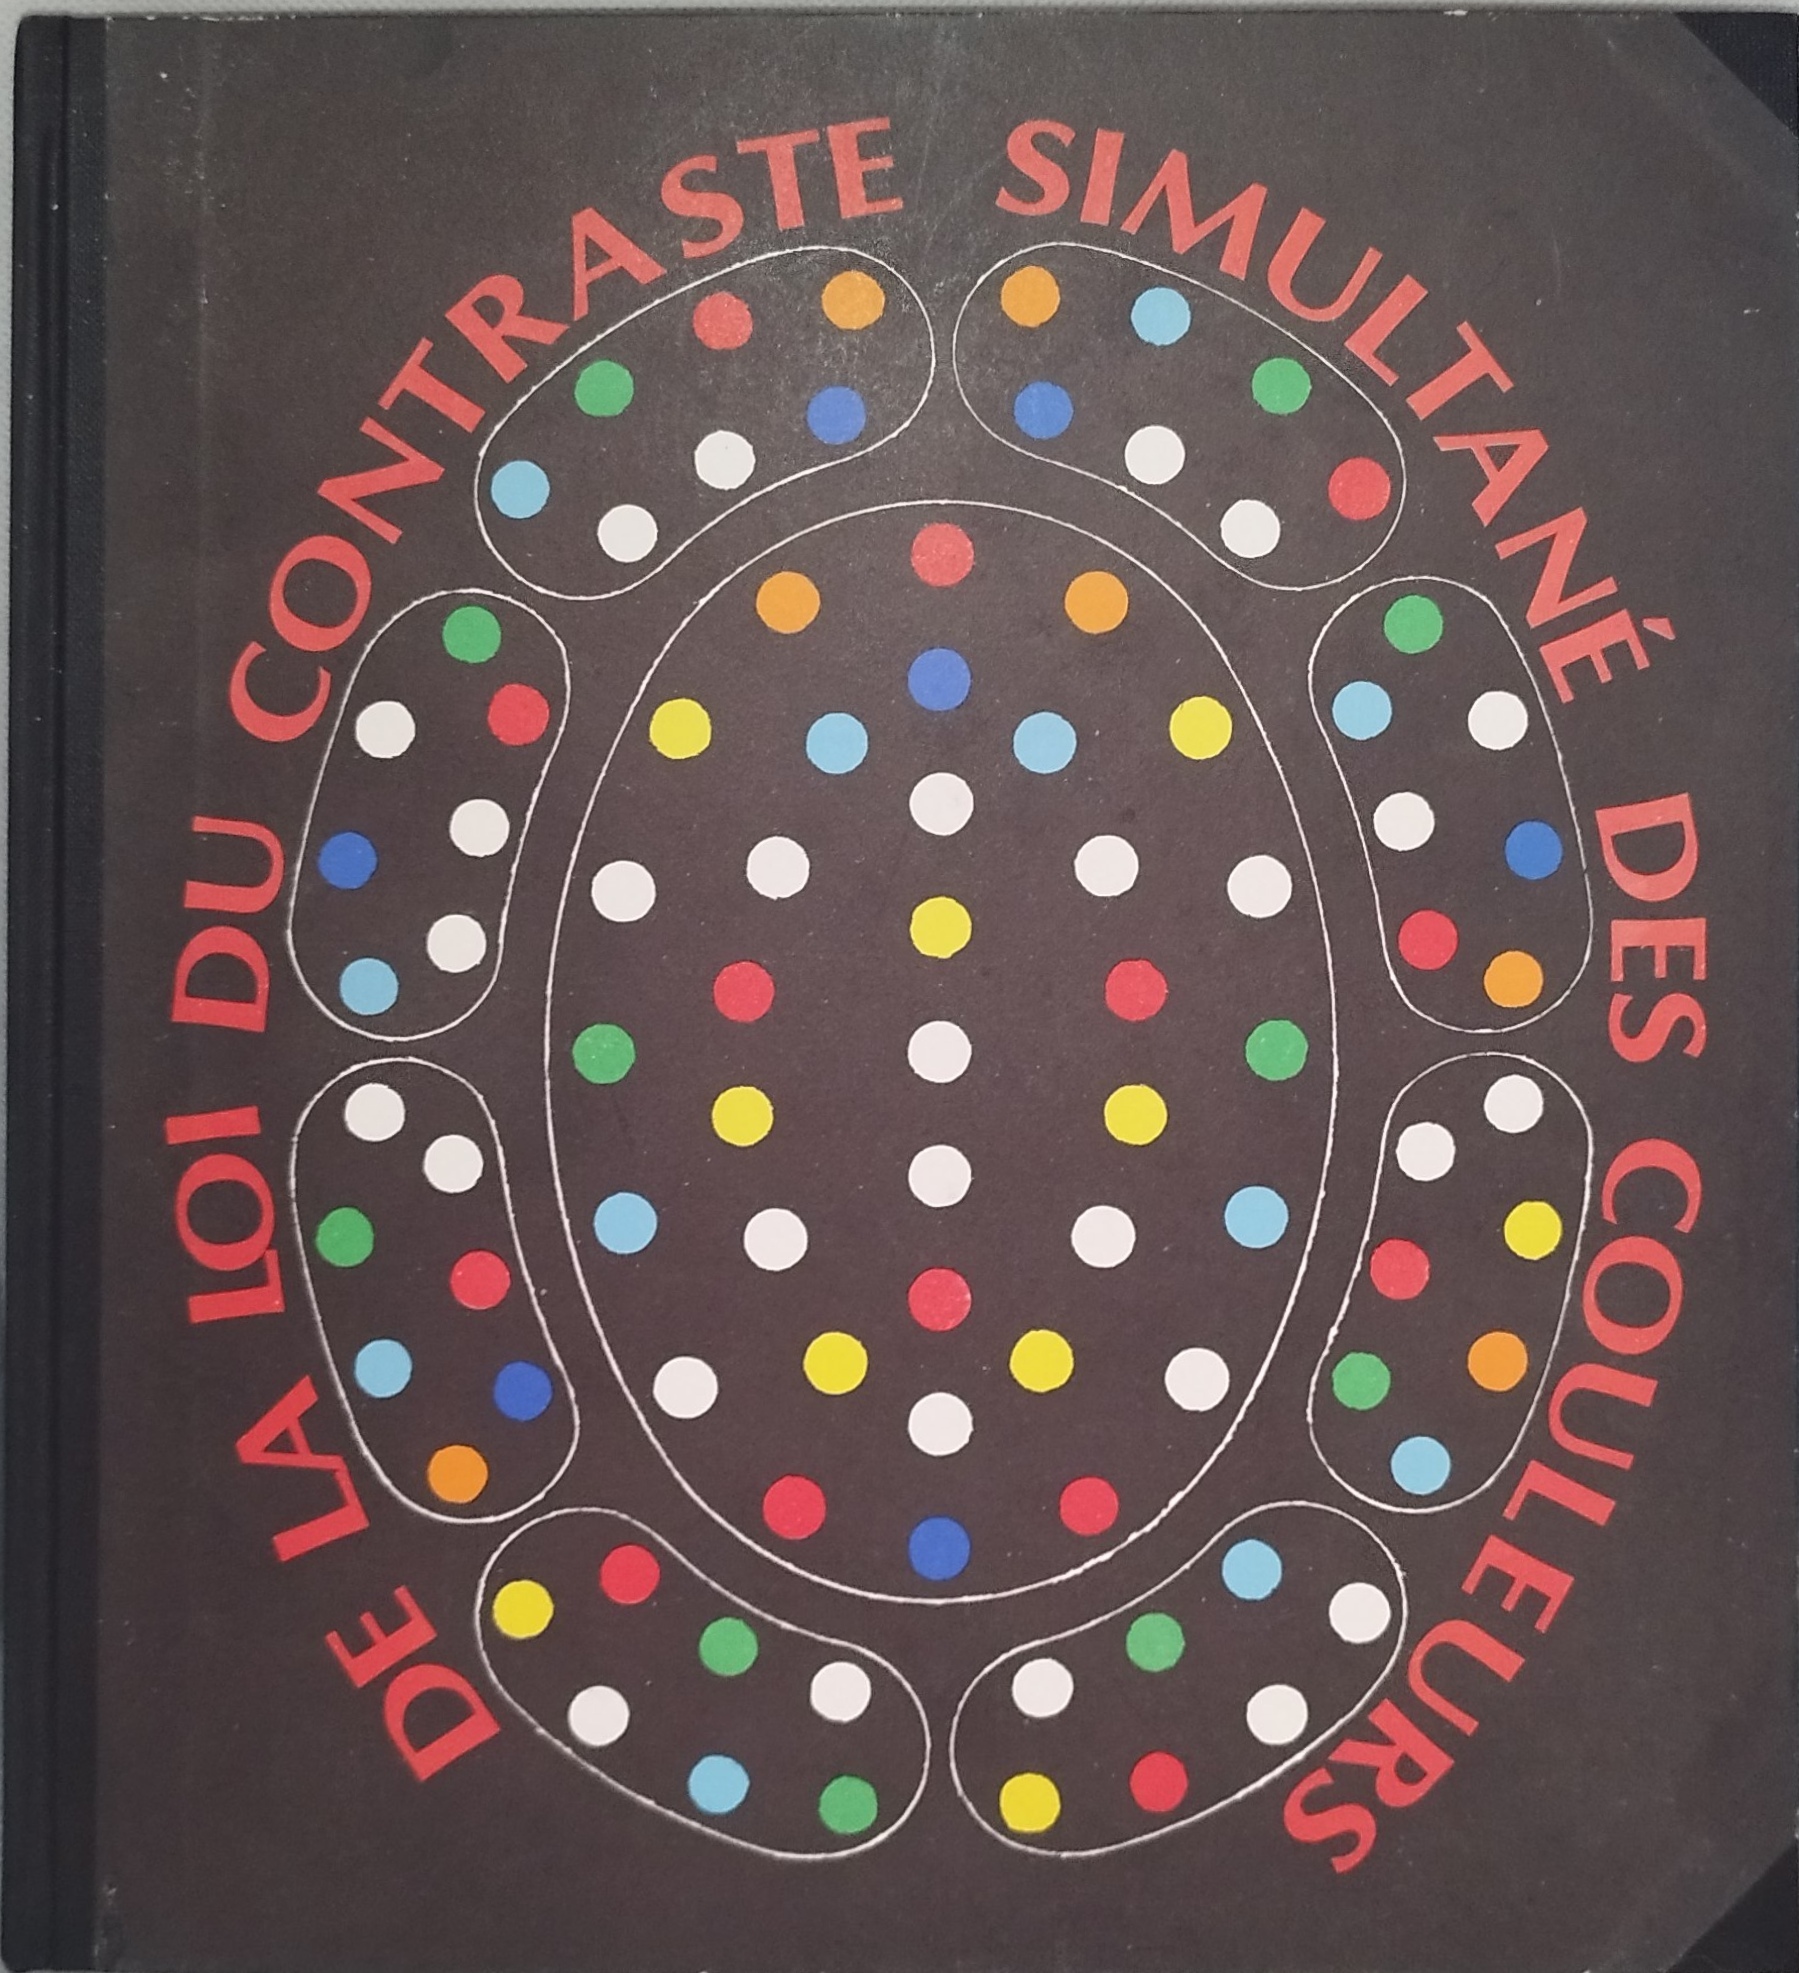 DE LA LOI DU CONTRASTE SIMULTANÉ DES COULEURS